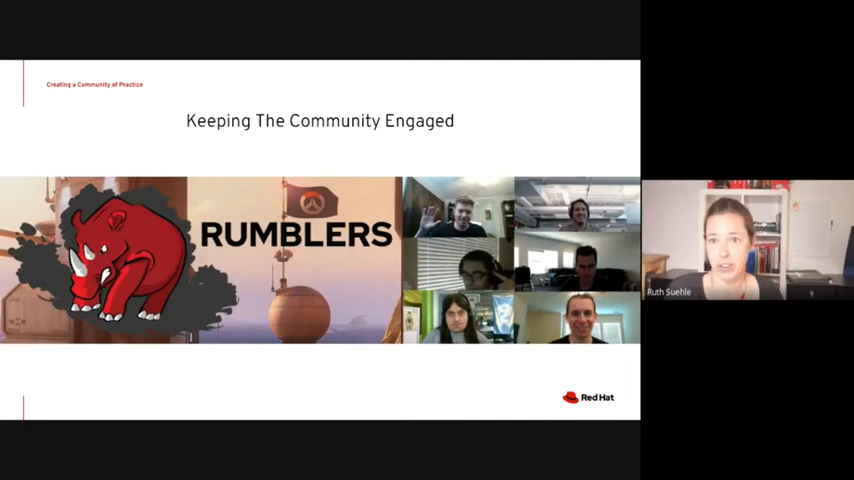 Creating a Community of Practice
Keeping The Community Engaged
RUMBLERS
Ruth Suehle
Red Hat